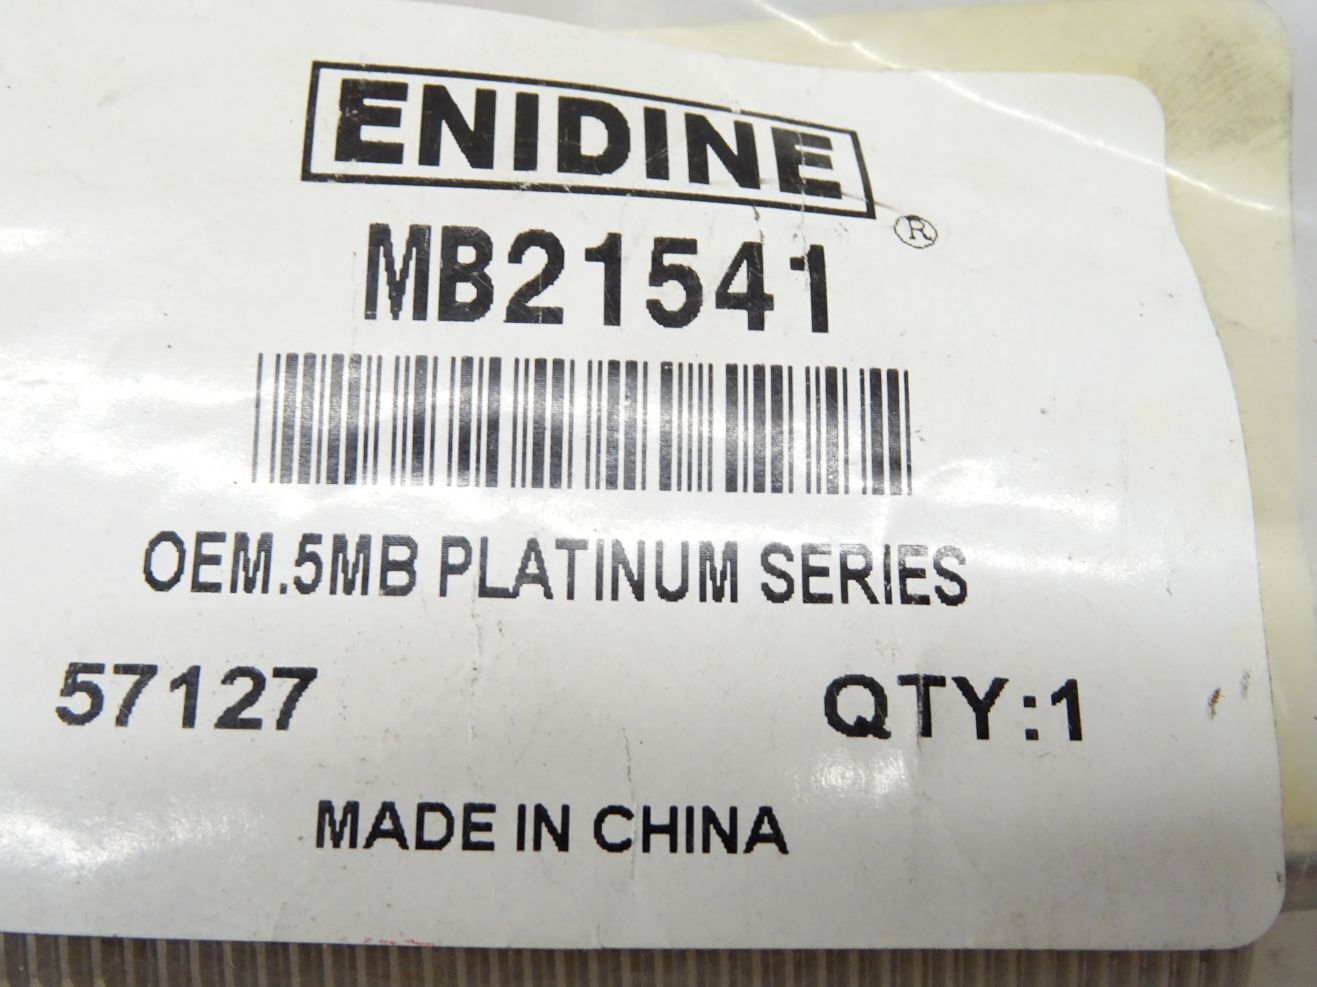 ENIDINE
®
MB21541
OEM.5MB PLATINUM SERIES
57127 QTY:1
MADE IN CHINA